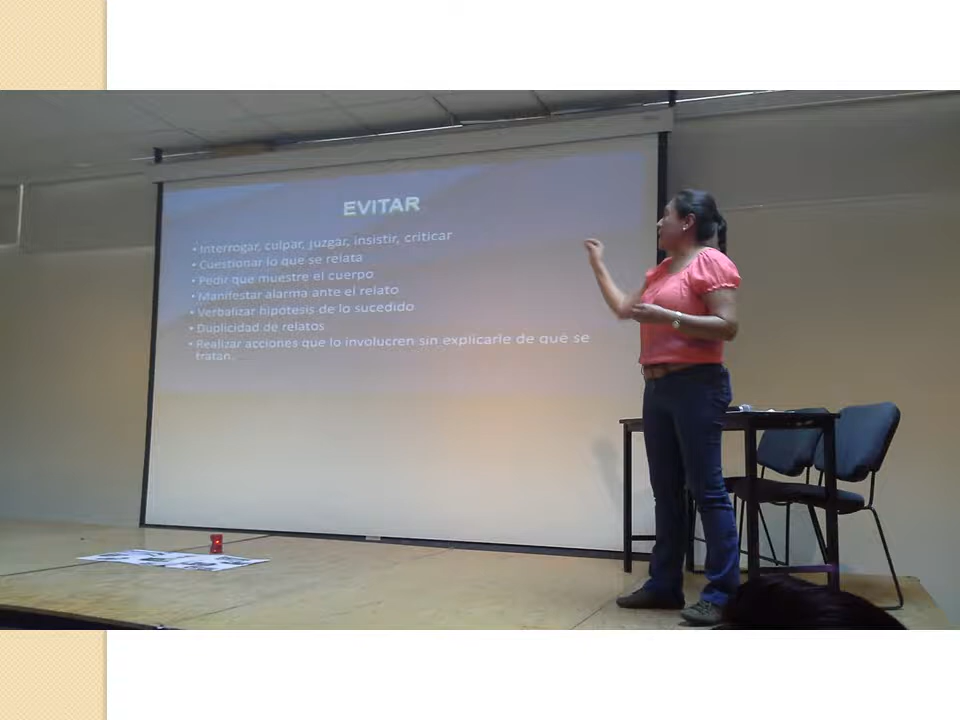 EVITAR
• Interrogar, culpar, juzgar, insistir, criticar
• Cuestionar lo que se relata
• Pedir que muestre el cuerpo
• Manifestar alarma ante el relato
• Verbalizar hipótesis de lo sucedido
• Duplicidad de relatos
• Realizar acciones que lo involucren sin explicarle de qué se
tratan.